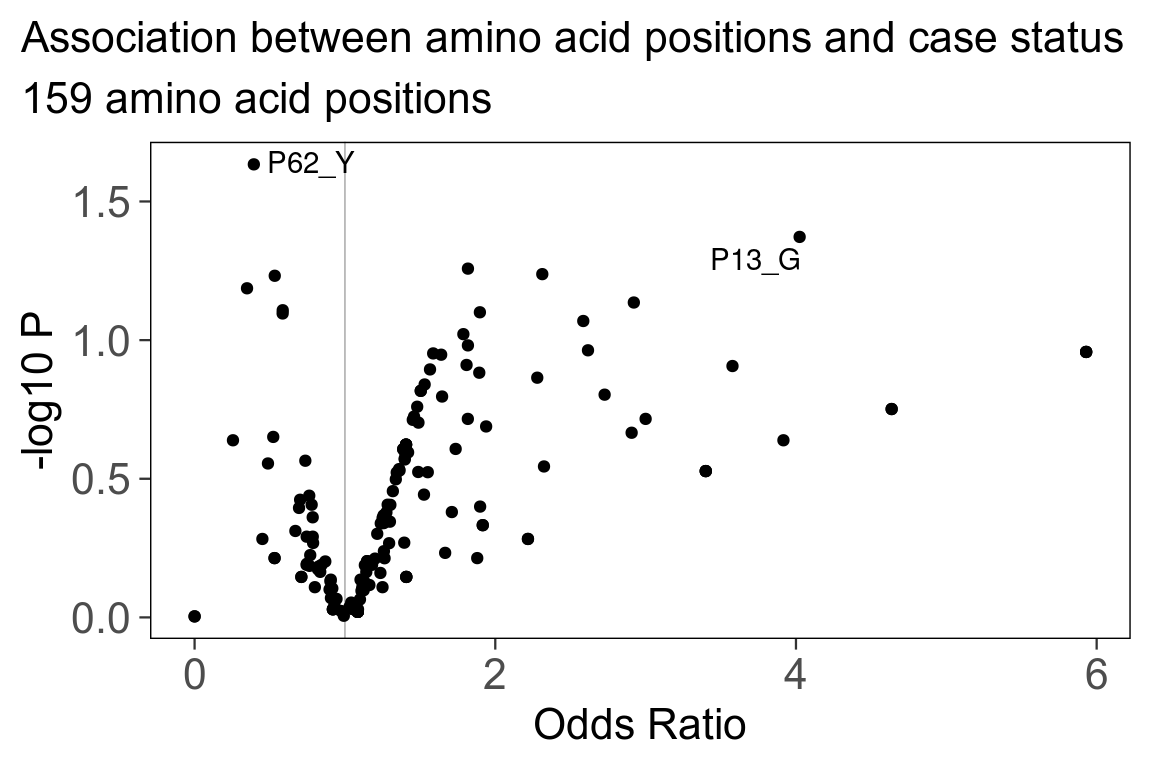 Association between amino acid positions and case status
159 amino acid positions
P62_Y
P13_G
1.5
1.0
0.5
0.0
-log10 P
0 2 4 6
Odds Ratio